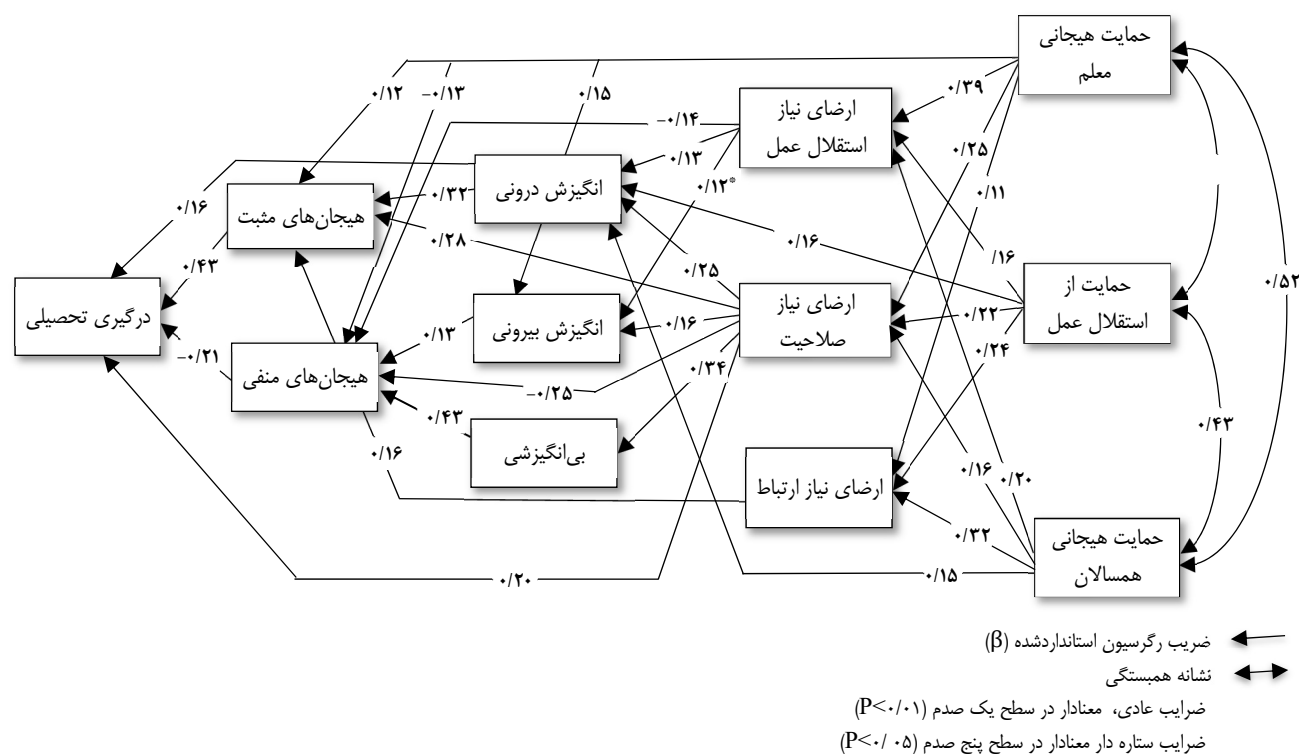 حمایت هیجانی
معلم
۰/۳۹
۰/۲۵
۰/۱۱
۰/۱۵
−۰/۱۳
۰/۱۲
ارضای نیاز
استقلال عمل
−۰/۱۴
۰/۱۳
۰/۱۲*
انگیزش درونی
۰/۳۲
۰/۱۶
هیجان‌های مثبت
۰/۲۸
۰/۴۳
۰/۲۵
۰/۱۶
/۱۶
۰/۵۲
حمایت از
استقلال عمل
۰/۲۲
۰/۲۴
ارضای نیاز
صلاحیت
۰/۱۶
انگیزش بیرونی
۰/۱۳
درگیری تحصیلی
−۰/۲۱
هیجان‌های منفی
−۰/۲۵
۰/۳۴
۰/۴۳
۰/۴۳
بی‌انگیزشی
۰/۱۶
ارضای نیاز ارتباط
۰/۱۶
۰/۲۰
۰/۳۲
حمایت هیجانی
همسالان
۰/۱۵
۰/۲۰
ضریب رگرسیون استانداردشده (β)
نشانه همبستگی
ضرایب عادی، معنادار در سطح یک صدم (P<۰/۰۱)
ضرایب ستاره دار معنادار در سطح پنج صدم (P<۰/ ۰۵)